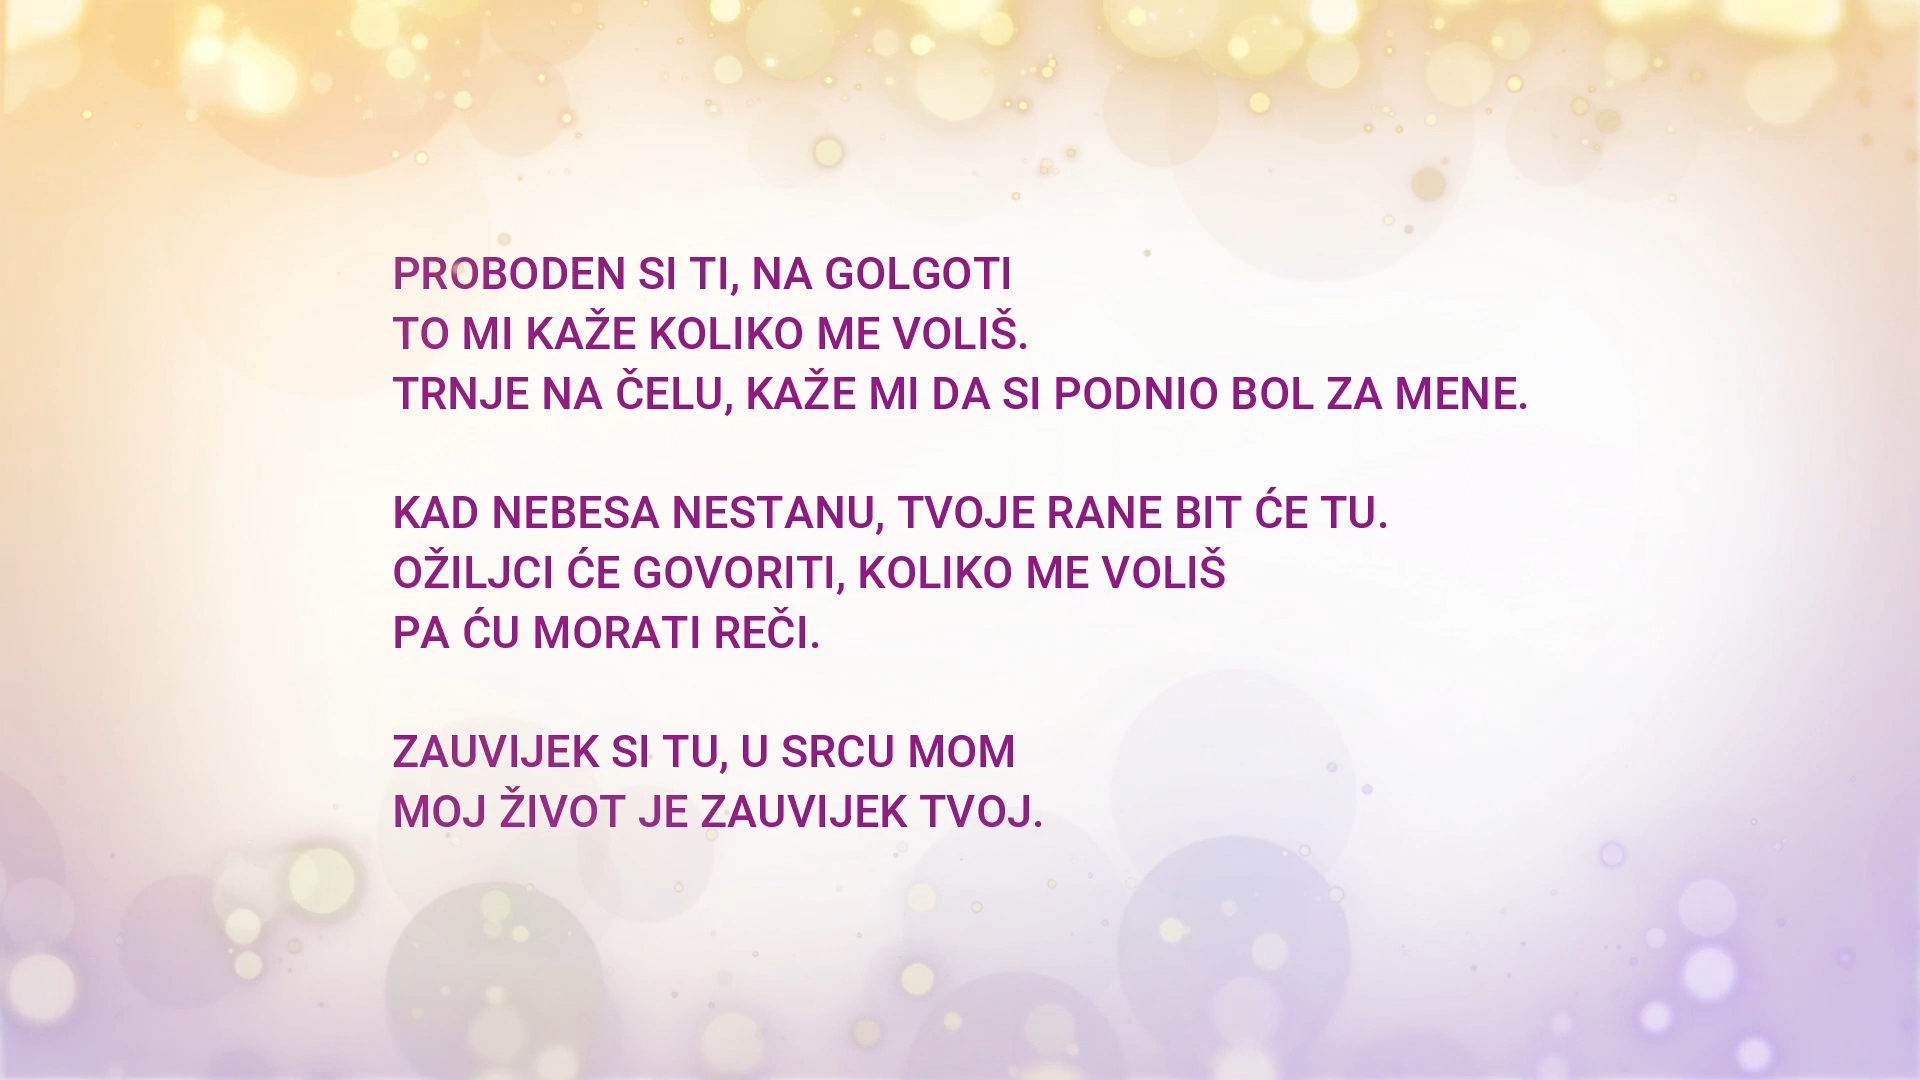 PROBODEN SI TI, NA GOLGOTI
TO MI KAŽE KOLIKO ME VOLIŠ.
TRNJE NA ČELU, KAŽE MI DA SI PODNIO BOL ZA MENE.
KAD NEBESA NESTANU, TVOJE RANE BIT ĆE TU.
OŽILJCI ĆE GOVORITI, KOLIKO ME VOLIŠ
PA ĆU MORATI REČI.
ZAUVIJEK SI TU, U SRCU MOM
MOJ ŽIVOT JE ZAUVIJEK TVOJ.